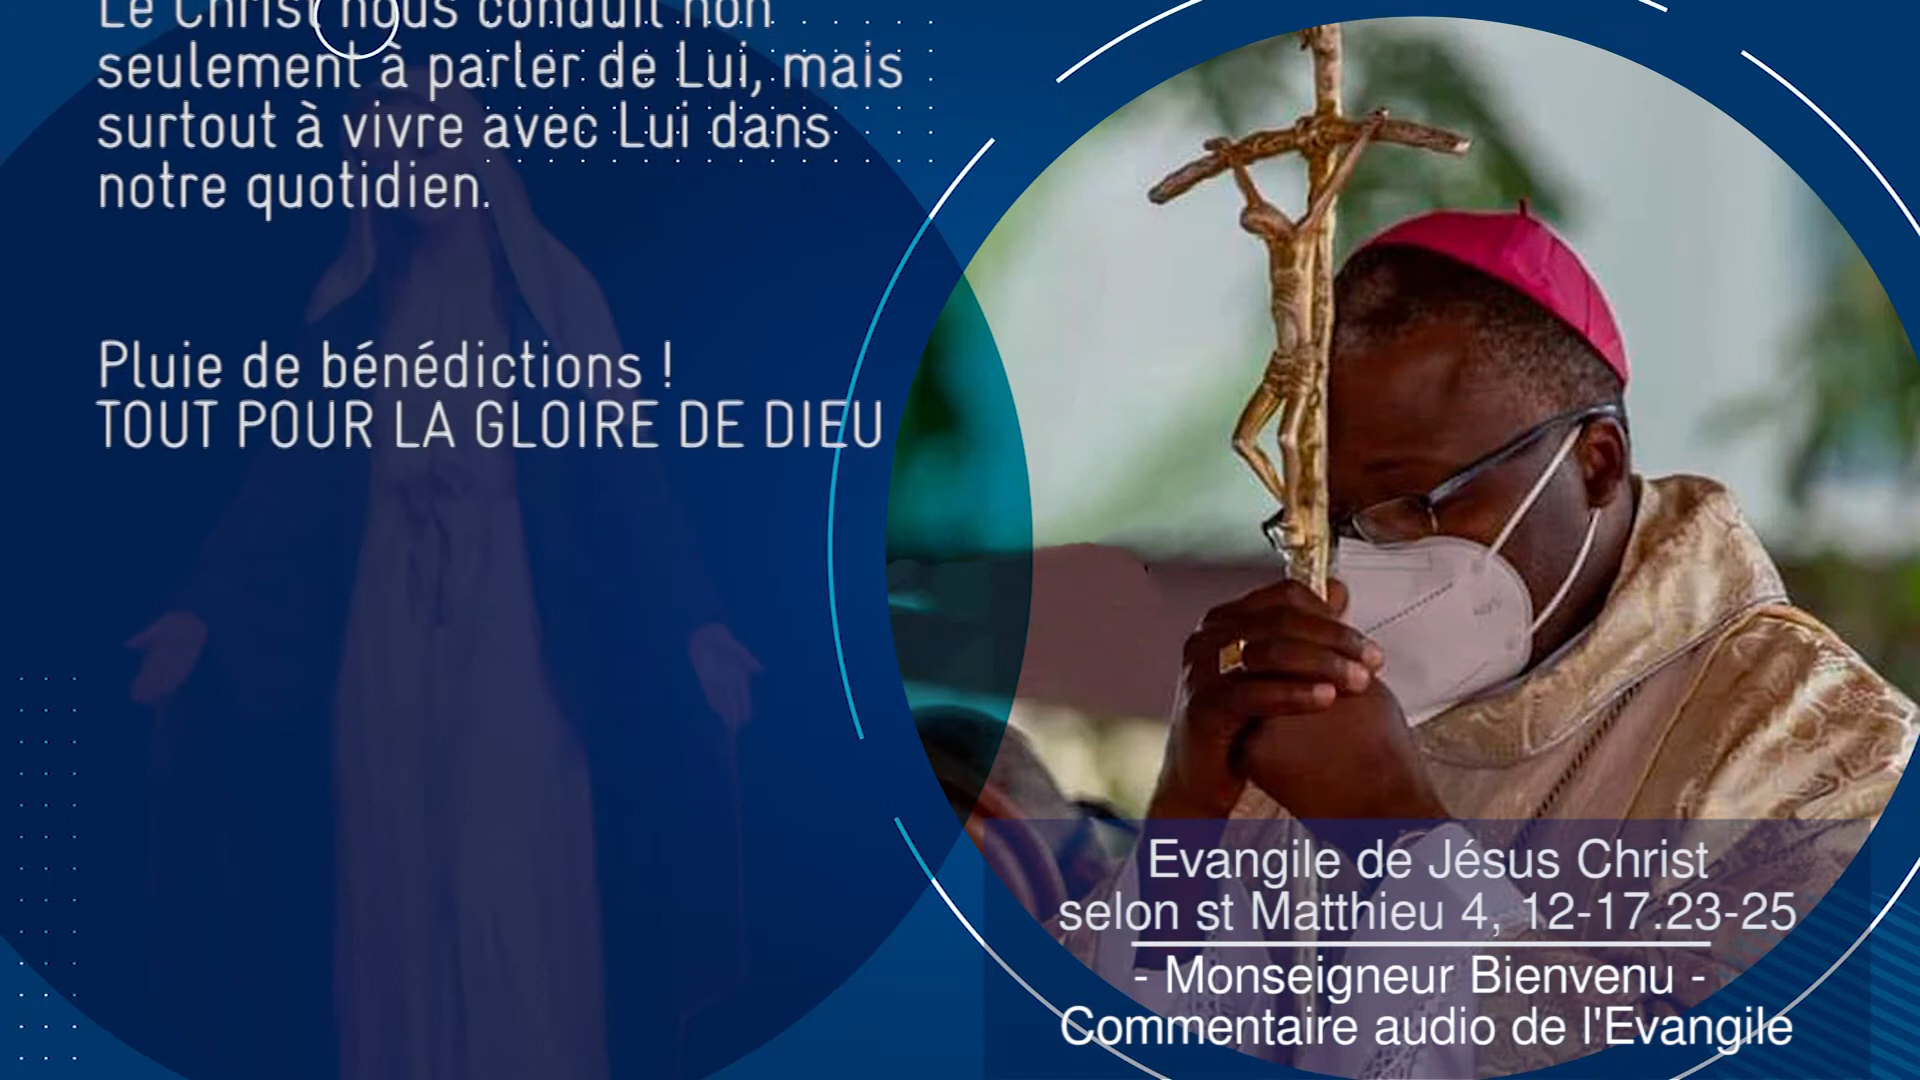 Le Christ nous conduit non
seulement à parler de Lui, mais
surtout à vivre avec Lui dans
notre quotidien.
Pluie de bénédictions !
TOUT POUR LA GLOIRE DE DIEU
Evangile de Jésus Christ
selon st Matthieu 4, 12-17.23-25
- Monseigneur Bienvenu -
Commentaire audio de l'Evangile